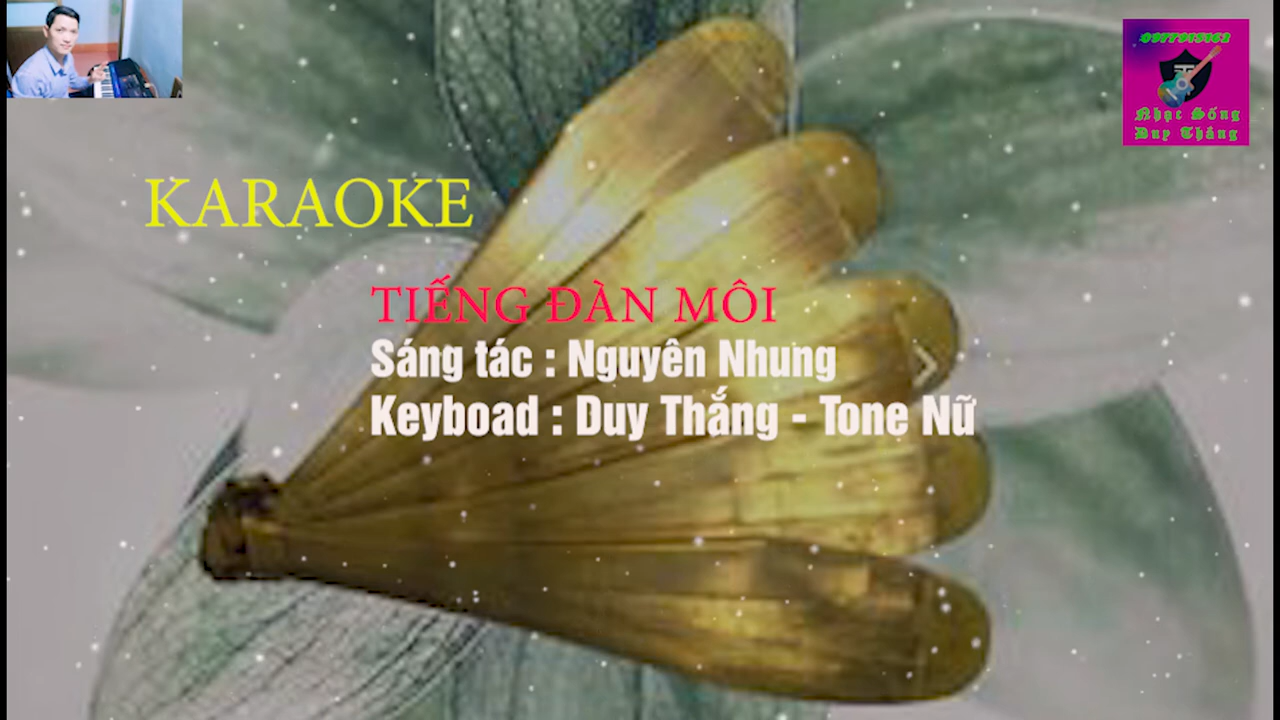 KARAOKE
TIẾNG ĐÀN MÔI
Sáng tác : Nguyên Nhung
Keyboad : Duy Thắng - Tone Nữ
Nhạc Sống
Duy Thắng